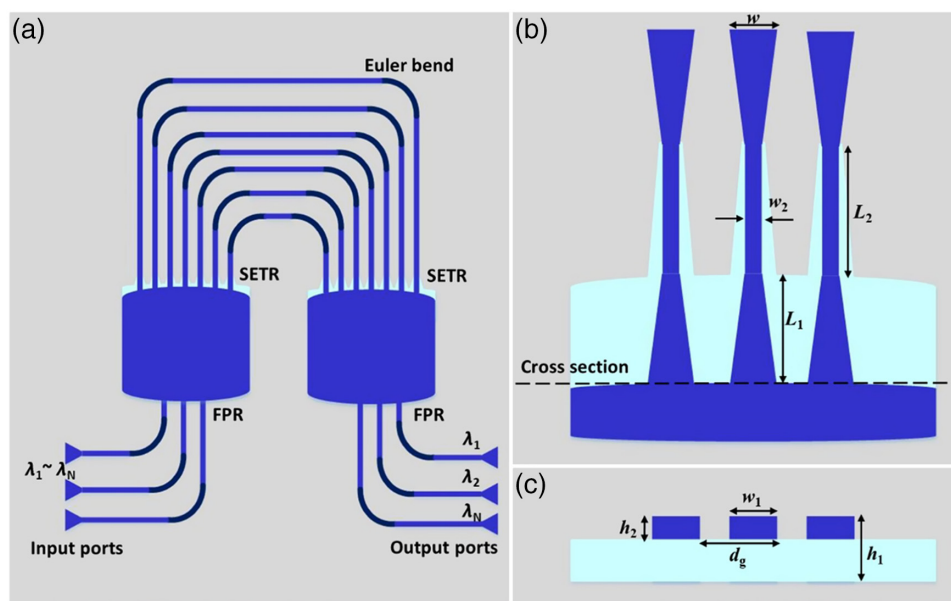 (a)
Euler bend
SETR
SETR
FPR
FPR
λ1~ λN
λ1
λ2
λN
Input ports
Output ports
(b)
w
w2
L2
L1
Cross section
(c)
w1
h2
dg
h1